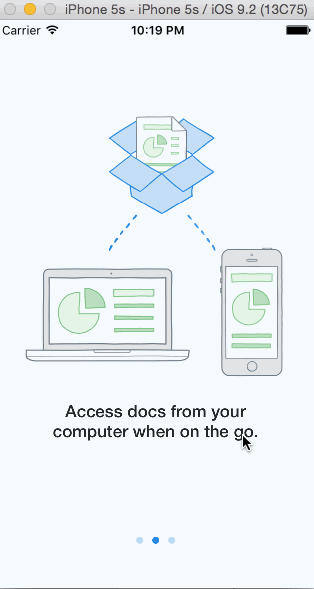 iPhone 5s - iPhone 5s / iOS 9.2 (13C75)
Carrier 10:19 PM
Access docs from your
computer when on the go.